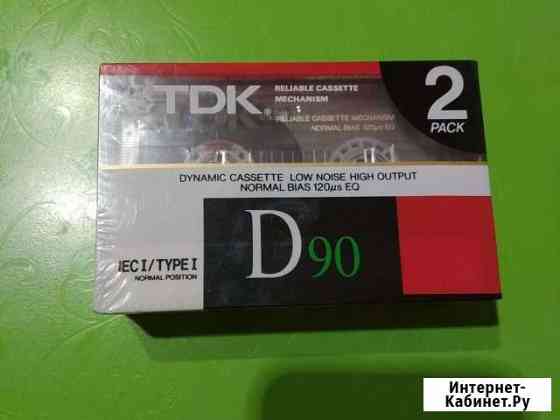 TDK®
RELIABLE CASSETTE
MECHANISM
RELIABLE CASSETTE MECHANISM
NORMAL BIAS 120µs EQ
2
PACK
DYNAMIC CASSETTE LOW NOISE HIGH OUTPUT
NORMAL BIAS 120µs EQ
IEC I/TYPE I
NORMAL POSITION
D90
Интернет-
Кабинет.Ру